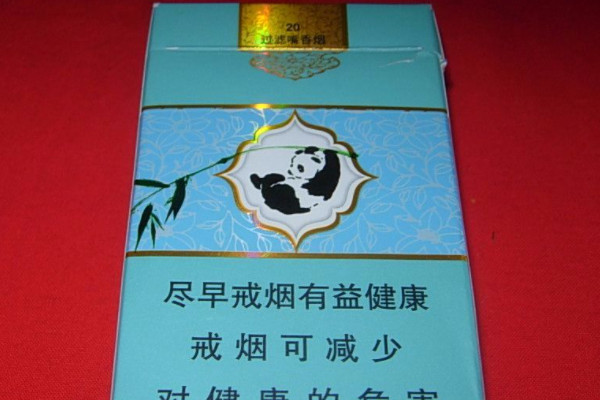 20
过滤嘴香烟
尽早戒烟有益健康
戒烟可减少
对健康的危害